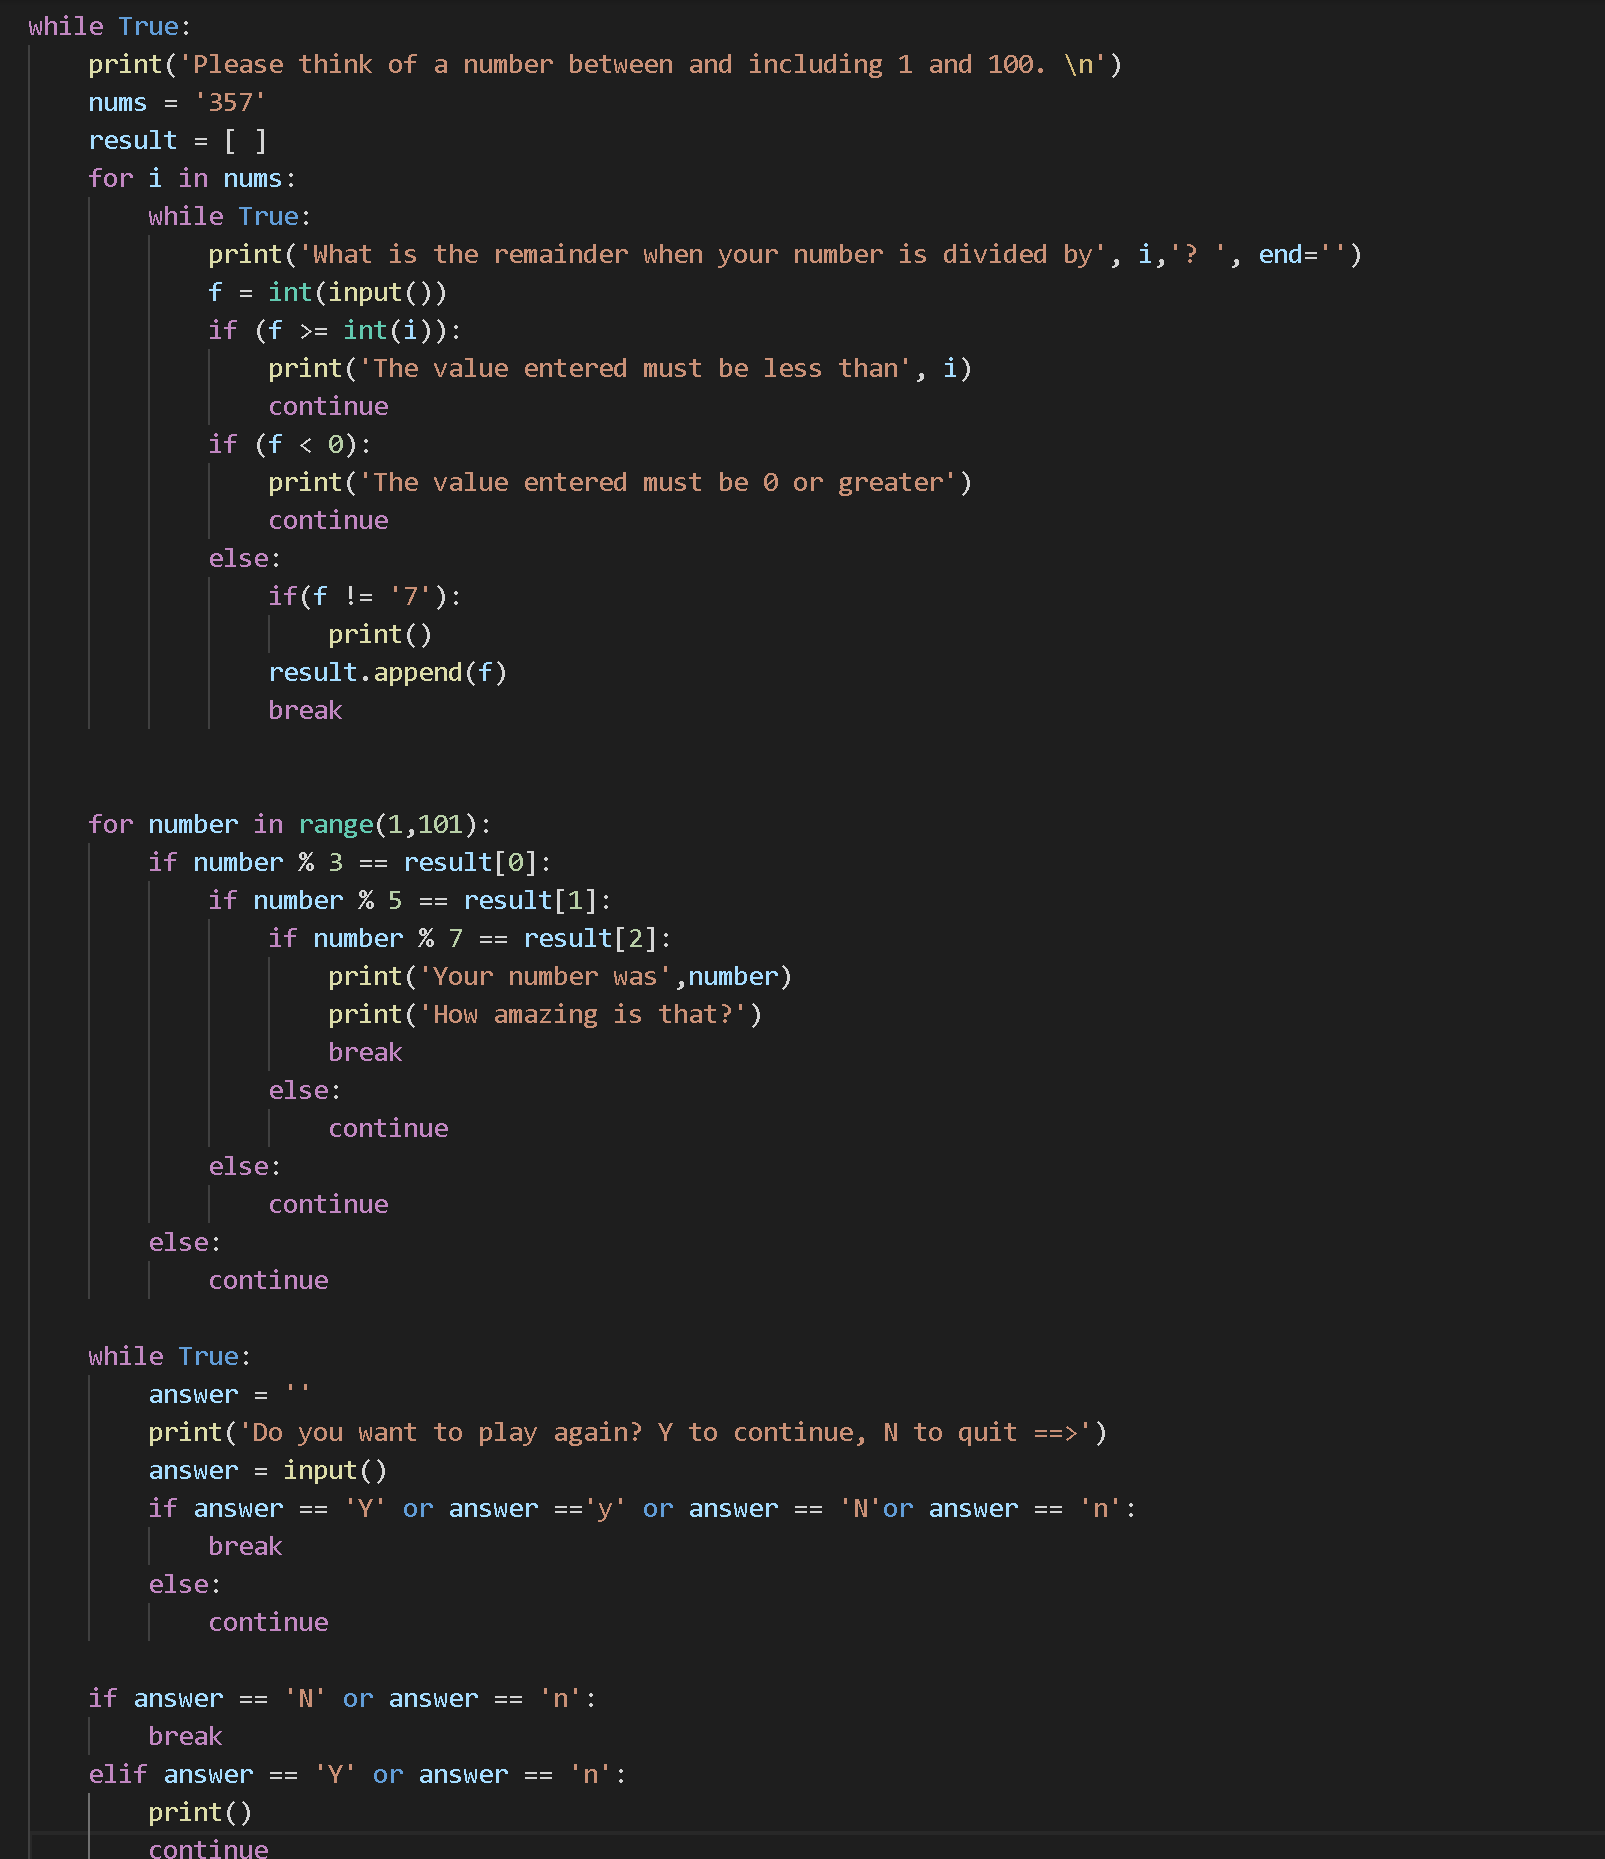 while True:
    print('Please think of a number between and including 1 and 100. \n')
    nums = '357'
    result = [ ]
    for i in nums:
        while True:
            print('What is the remainder when your number is divided by', i,'? ', end='')
            f = int(input())
            if (f >= int(i)):
                print('The value entered must be less than', i)
                continue
            if (f < 0):
                print('The value entered must be 0 or greater')
                continue
            else:
                if(f != '7'):
                    print()
                result.append(f)
                break
    for number in range(1,101):
        if number % 3 == result[0]:
            if number % 5 == result[1]:
                if number % 7 == result[2]:
                    print('Your number was',number)
                    print('How amazing is that?')
                    break
                else:
                    continue
            else:
                continue
        else:
            continue
    while True:
        answer = ''
        print('Do you want to play again? Y to continue, N to quit ==>')
        answer = input()
        if answer == 'Y' or answer =='y' or answer == 'N'or answer == 'n':
            break
        else:
            continue
    if answer == 'N' or answer == 'n':
        break
    elif answer == 'Y' or answer == 'n':
        print()
        continue